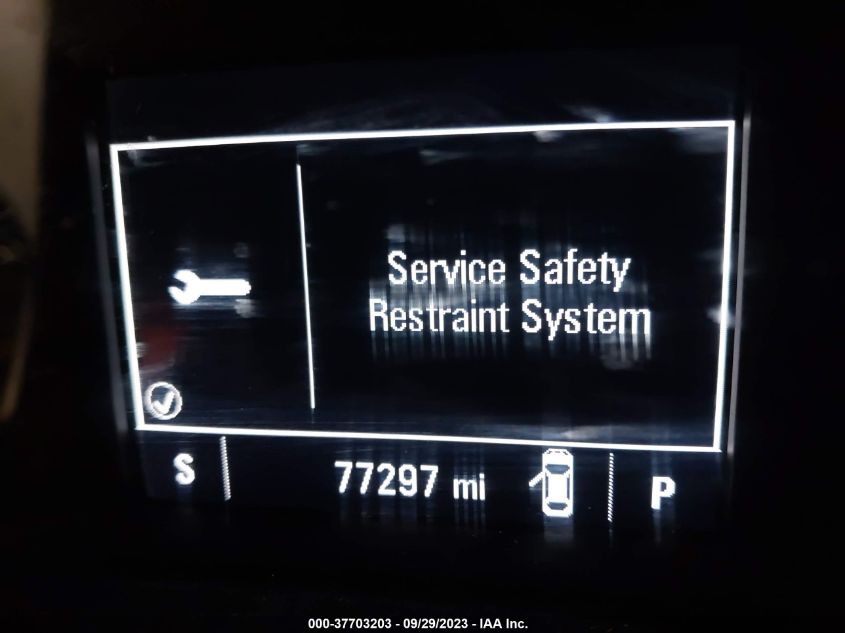 Service Safety
Restraint System
S
77297 mi
P
000-37703203 - 09/29/2023 - IAA Inc.